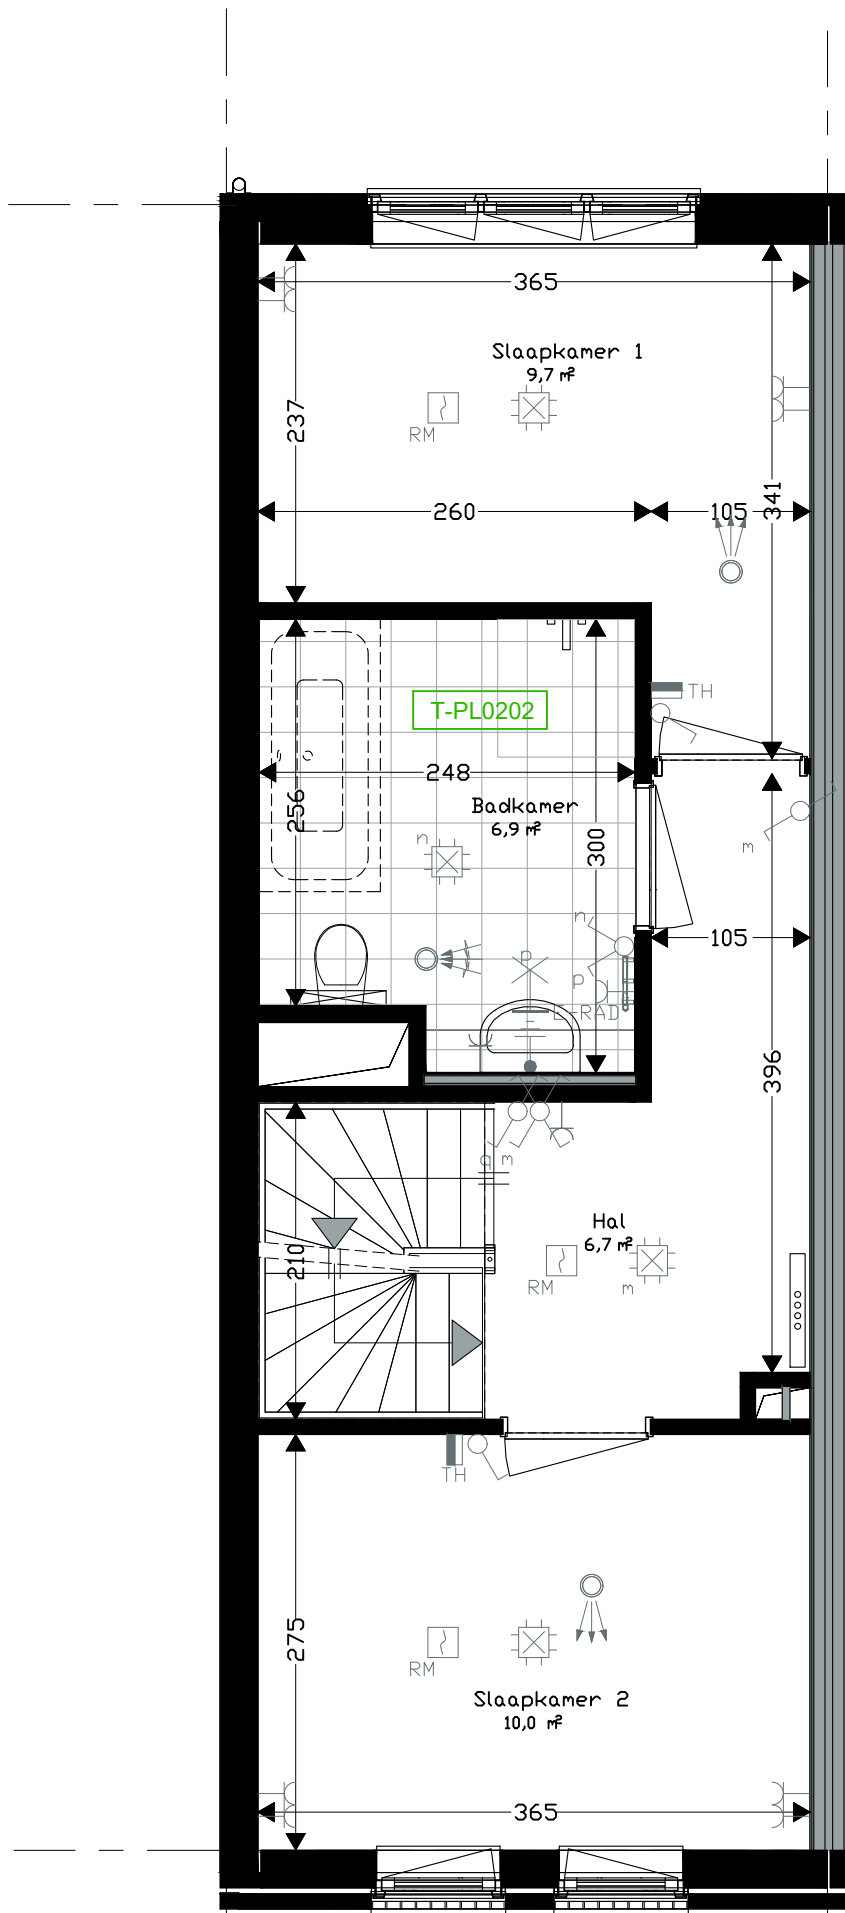 365
Slaapkamer 1
9,7 m²
237
RM
341
260
105
T-PL0202
TH
248
256
Badkamer
6,9 m²
300
n
m
n
105
p
p
E-RAD
396
q m
Hal
6,7 m²
210
RM
m
TH
275
RM
Slaapkamer 2
10,0 m²
365